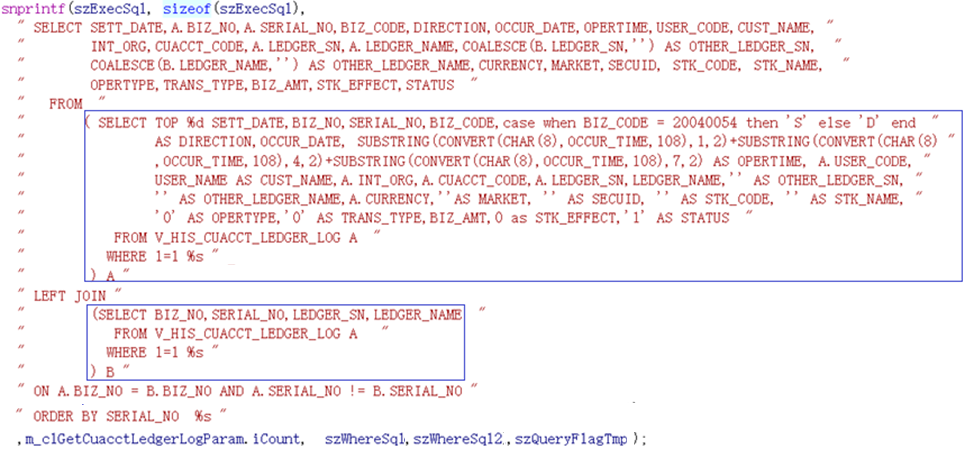 snprintf(szExecSql, sizeof(szExecSql),
" SELECT SETT_DATE,A.BIZ_NO,A.SERIAL_NO,BIZ_CODE,DIRECTION,OCCUR_DATE,OPERTIME,USER_CODE,CUST_NAME, "
" INT_ORG,CUACCT_CODE,A.LEDGER_SN,A.LEDGER_NAME,COALESCE(B.LEDGER_SN,'') AS OTHER_LEDGER_SN, "
" COALESCE(B.LEDGER_NAME,'') AS OTHER_LEDGER_NAME,CURRENCY,MARKET,SECUID, STK_CODE, STK_NAME, "
" OPERTYPE,TRANS_TYPE,BIZ_AMT,STK_EFFECT,STATUS "
" FROM "
" ( SELECT TOP %d SETT_DATE,BIZ_NO,SERIAL_NO,BIZ_CODE,case when BIZ_CODE = 20040054 then 'S' else 'D' end "
" AS DIRECTION,OCCUR_DATE, SUBSTRING(CONVERT(CHAR(8),OCCUR_TIME,108),1,2)+SUBSTRING(CONVERT(CHAR(8) "
" ,OCCUR_TIME,108),4,2)+SUBSTRING(CONVERT(CHAR(8),OCCUR_TIME,108),7,2) AS OPERTIME, A.USER_CODE, "
" USER_NAME AS CUST_NAME,A.INT_ORG,A.CUACCT_CODE,A.LEDGER_SN,LEDGER_NAME,'' AS OTHER_LEDGER_SN, "
" '' AS OTHER_LEDGER_NAME,A.CURRENCY,''AS MARKET, '' AS SECUID, '' AS STK_CODE, '' AS STK_NAME, "
" '0' AS OPERTYPE,'0' AS TRANS_TYPE,BIZ_AMT,0 as STK_EFFECT,'1' AS STATUS "
" FROM V_HIS_CUACCT_LEDGER_LOG A "
" WHERE 1=1 %s "
" ) A "
" LEFT JOIN "
" (SELECT BIZ_NO,SERIAL_NO,LEDGER_SN,LEDGER_NAME "
" FROM V_HIS_CUACCT_LEDGER_LOG A "
" WHERE 1=1 %s "
" ) B "
" ON A.BIZ_NO = B.BIZ_NO AND A.SERIAL_NO != B.SERIAL_NO "
" ORDER BY SERIAL_NO %s "
,m_clGetCuacctLedgerLogParam.iCount, szWhereSql,szWhereSql2,szQueryFlagTmp );